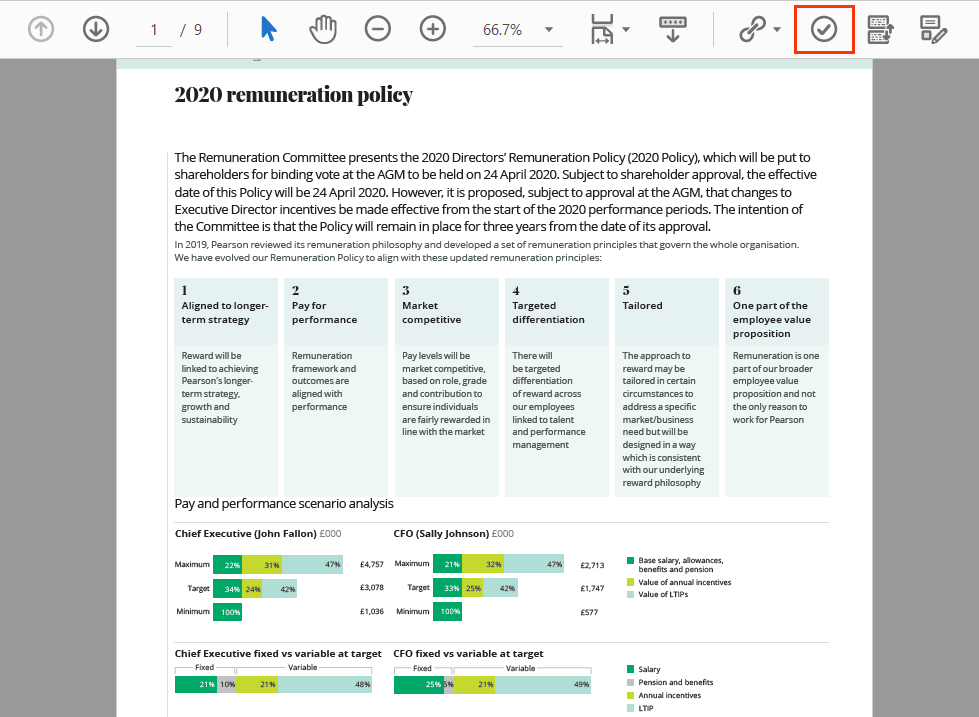 1 / 9
66.7%
2020 remuneration policy
The Remuneration Committee presents the 2020 Directors’ Remuneration Policy (2020 Policy), which will be put to
shareholders for binding vote at the AGM to be held on 24 April 2020. Subject to shareholder approval, the effective
date of this Policy will be 24 April 2020. However, it is proposed, subject to approval at the AGM, that changes to
Executive Director incentives be made effective from the start of the 2020 performance periods. The intention of
the Committee is that the Policy will remain in place for three years from the date of its approval.
In 2019, Pearson reviewed its remuneration philosophy and developed a set of remuneration principles that govern the whole organisation.
We have evolved our Remuneration Policy to align with these updated remuneration principles:
1
Aligned to longer-
term strategy
Reward will be
linked to achieving
Pearson’s longer-
term strategy,
growth and
sustainability
2
Pay for
performance
Remuneration
framework and
outcomes are
aligned with
performance
3
Market
competitive
Pay levels will be
market competitive,
based on role, grade
and contribution to
ensure individuals
are fairly rewarded in
line with the market
4
Targeted
differentiation
There will
be targeted
differentiation
of reward across
our employees
linked to talent
and performance
management
5
Tailored
The approach to
reward may be
tailored in certain
circumstances to
address a specific
market/business
need but will be
designed in a way
which is consistent
with our underlying
reward philosophy
6
One part of the
employee value
proposition
Remuneration is one
part of our broader
employee value
proposition and not
the only reason to
work for Pearson
Pay and performance scenario analysis
Chief Executive (John Fallon) £000
Maximum 22% 31% 47% £4,757
Target 34% 24% 42% £3,078
Minimum 100% £1,036
CFO (Sally Johnson) £000
Maximum 21% 32% 47% £2,713
Target 33% 25% 42% £1,747
Minimum 100% £577
Base salary, allowances,
benefits and pension
Value of annual incentives
Value of LTIPs
Chief Executive fixed vs variable at target
Fixed Variable
21% 10% 21% 48%
CFO fixed vs variable at target
Fixed Variable
25% 5% 21% 49%
Salary
Pension and benefits
Annual incentives
LTIP